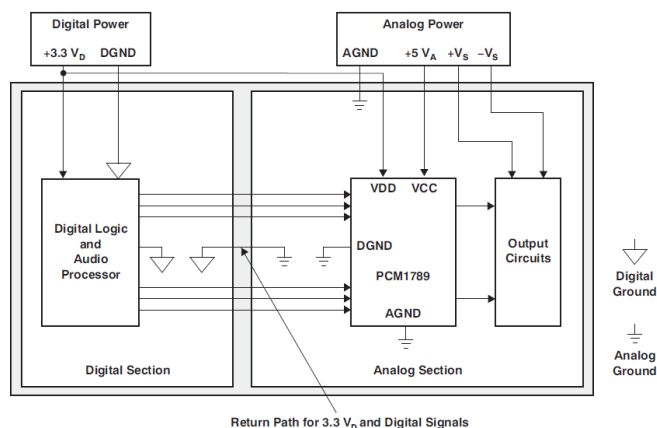 Digital Power
+3.3 VD DGND
Analog Power
AGND +5 VA +VS −VS
VDD VCC
Digital Logic
and
Audio
Processor
DGND
PCM1789
AGND
Output
Circuits
Digital
Ground
Analog
Ground
Digital Section
Analog Section
Return Path for 3.3 VD and Digital Signals